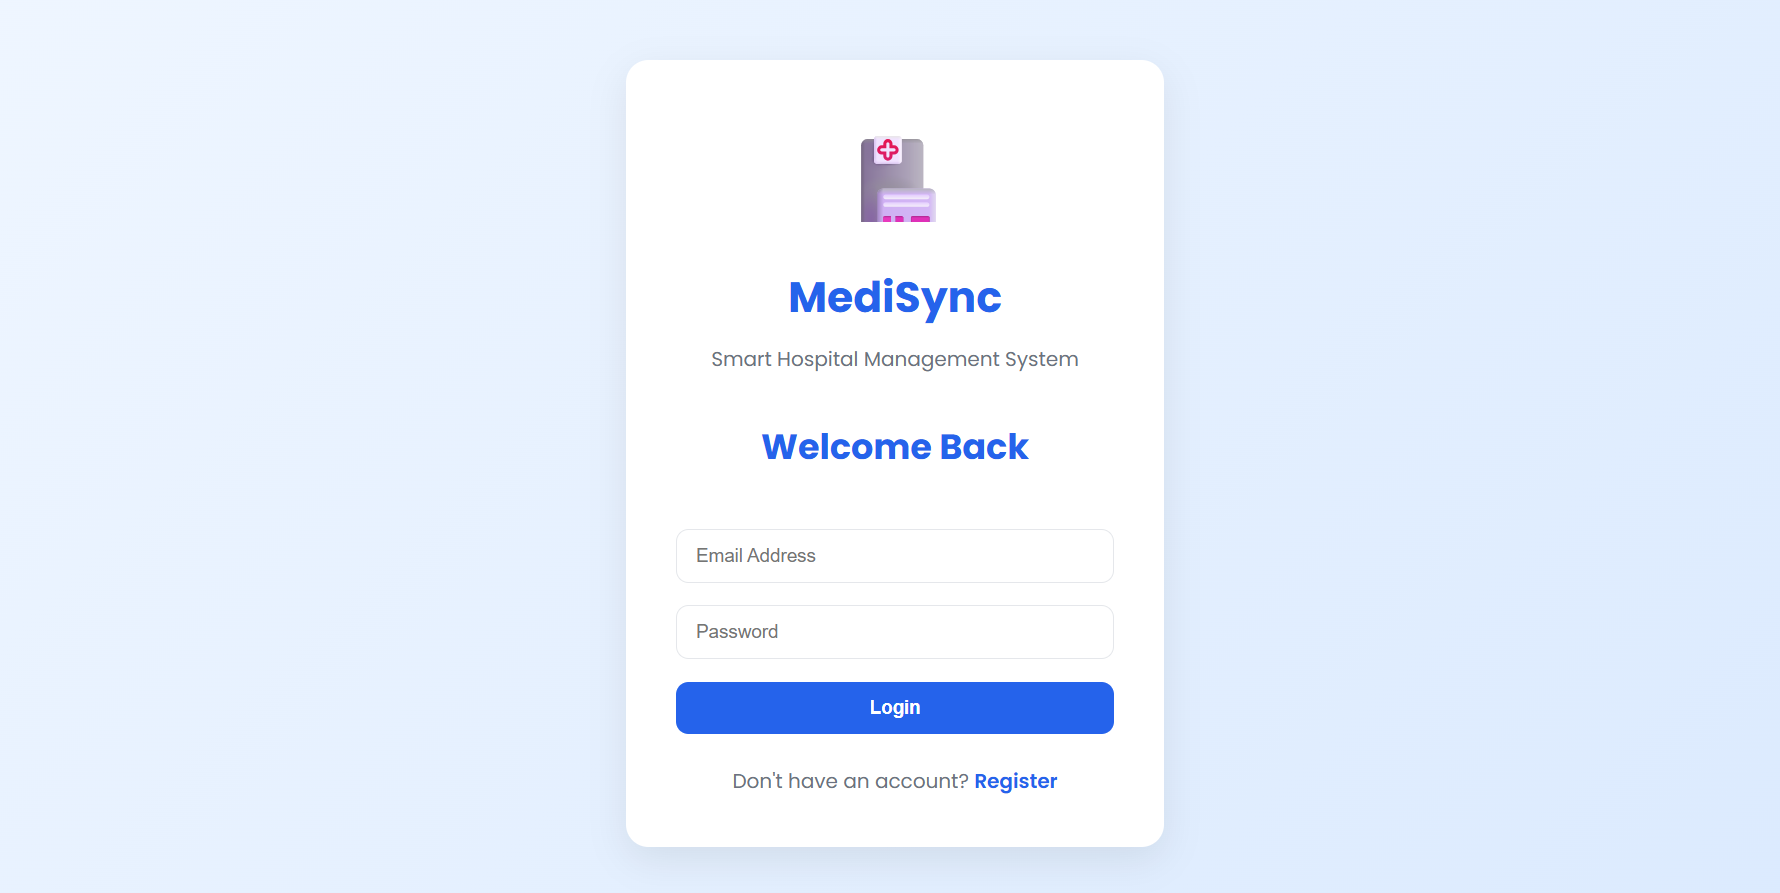 MediSync
Smart Hospital Management System
Welcome Back
Email Address
Password
Login
Don't have an account? Register